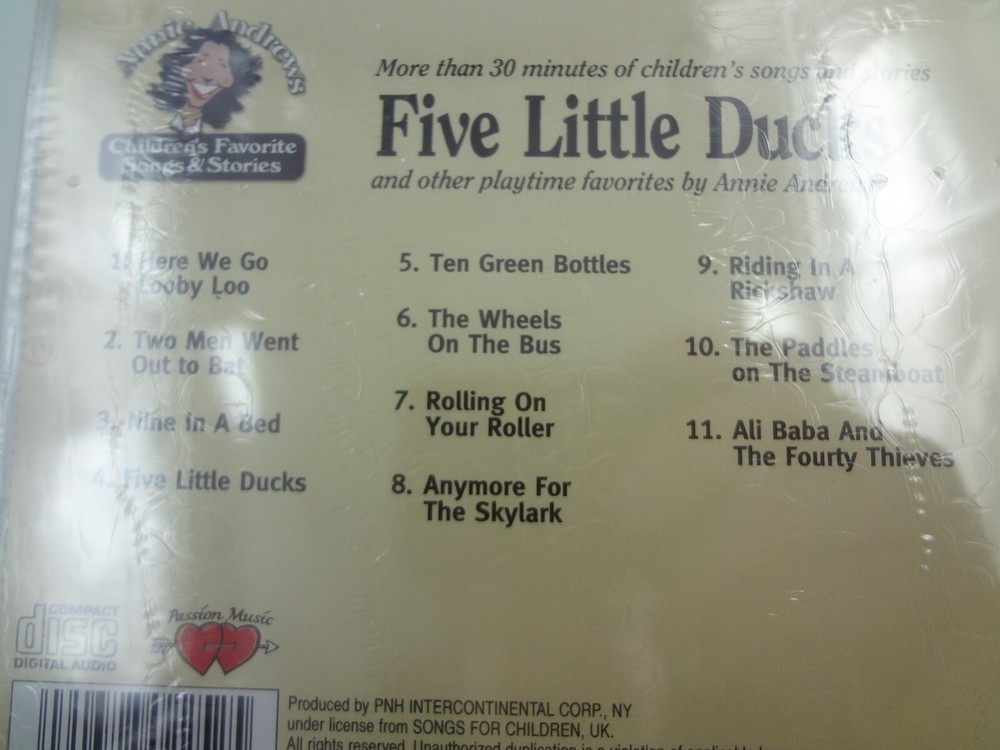 Annie Andrews
Children's Favorite
Songs & Stories
More than 30 minutes of children's songs and stories
Five Little Ducks
and other playtime favorites by Annie Andrews
1. Here We Go
Looby Loo
2. Two Men Went
Out to Bat
3. Nine in A Bed
4. Five Little Ducks
5. Ten Green Bottles
6. The Wheels
On The Bus
7. Rolling On
Your Roller
8. Anymore For
The Skylark
9. Riding In A
Rickshaw
10. The Paddles
on The Steamboat
11. Ali Baba And
The Fourty Thieves
COMPACT
disc
DIGITAL AUDIO
Passion Music
Produced by PNH INTERCONTINENTAL CORP., NY
under license from SONGS FOR CHILDREN, UK.
All rights reserved. Unauthorized duplication is a violation of applicable